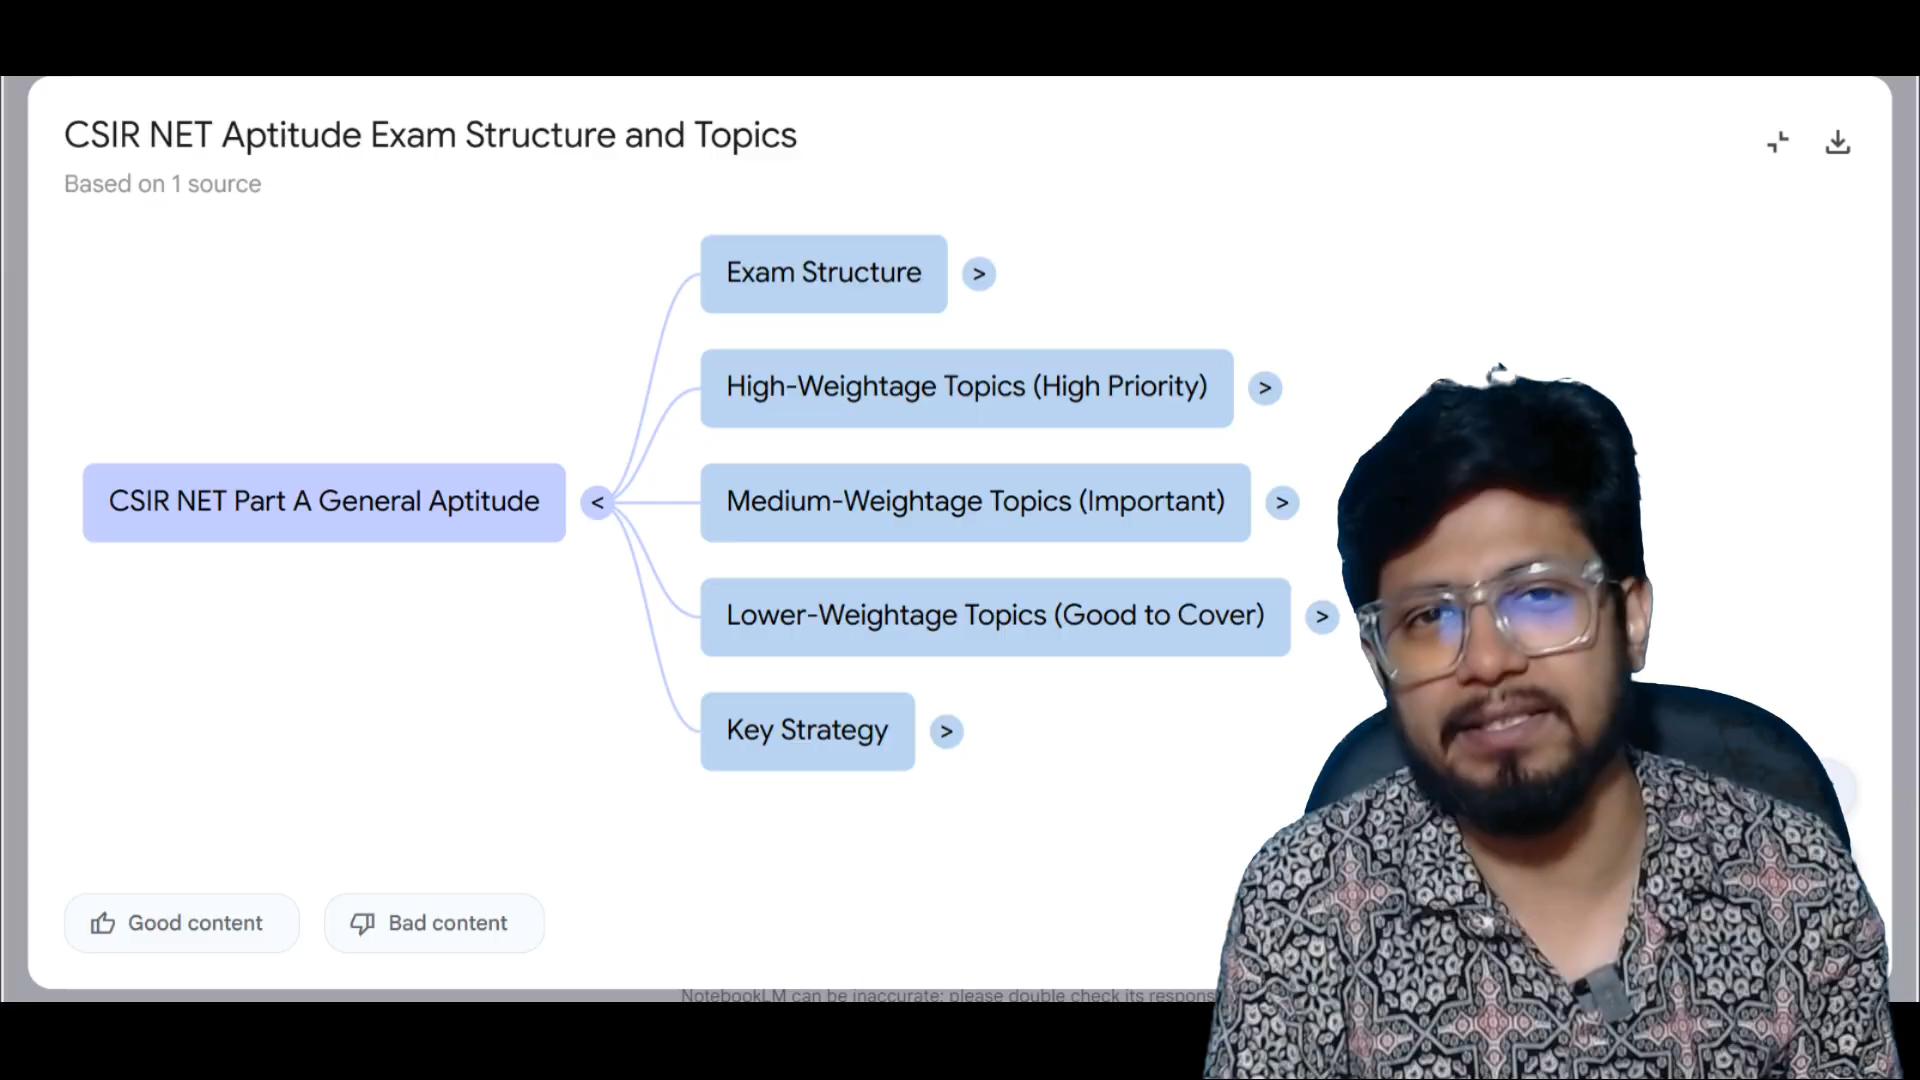 CSIR NET Aptitude Exam Structure and Topics
Based on 1 source
Exam Structure >
High-Weightage Topics (High Priority) >
CSIR NET Part A General Aptitude <
Medium-Weightage Topics (Important) >
Lower-Weightage Topics (Good to Cover) >
Key Strategy >
Good content
Bad content
NotebookLM can be inaccurate; please double check its